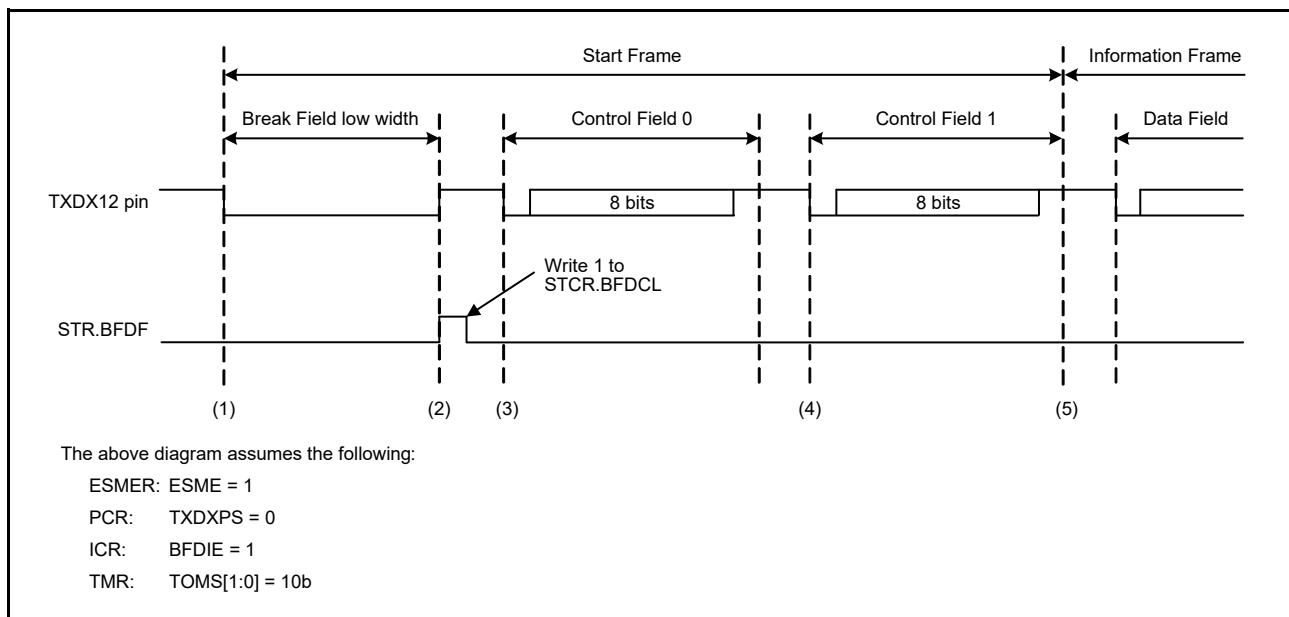 Start Frame
Information Frame
Break Field low width
Control Field 0
Control Field 1
Data Field
TXDX12 pin
8 bits
8 bits
Write 1 to
STCR.BFDCL
STR.BFDF
(1)
(2)
(3)
(4)
(5)
The above diagram assumes the following:
ESMER: ESME = 1
PCR: TXDXPS = 0
ICR: BFDIE = 1
TMR: TOMS[1:0] = 10b